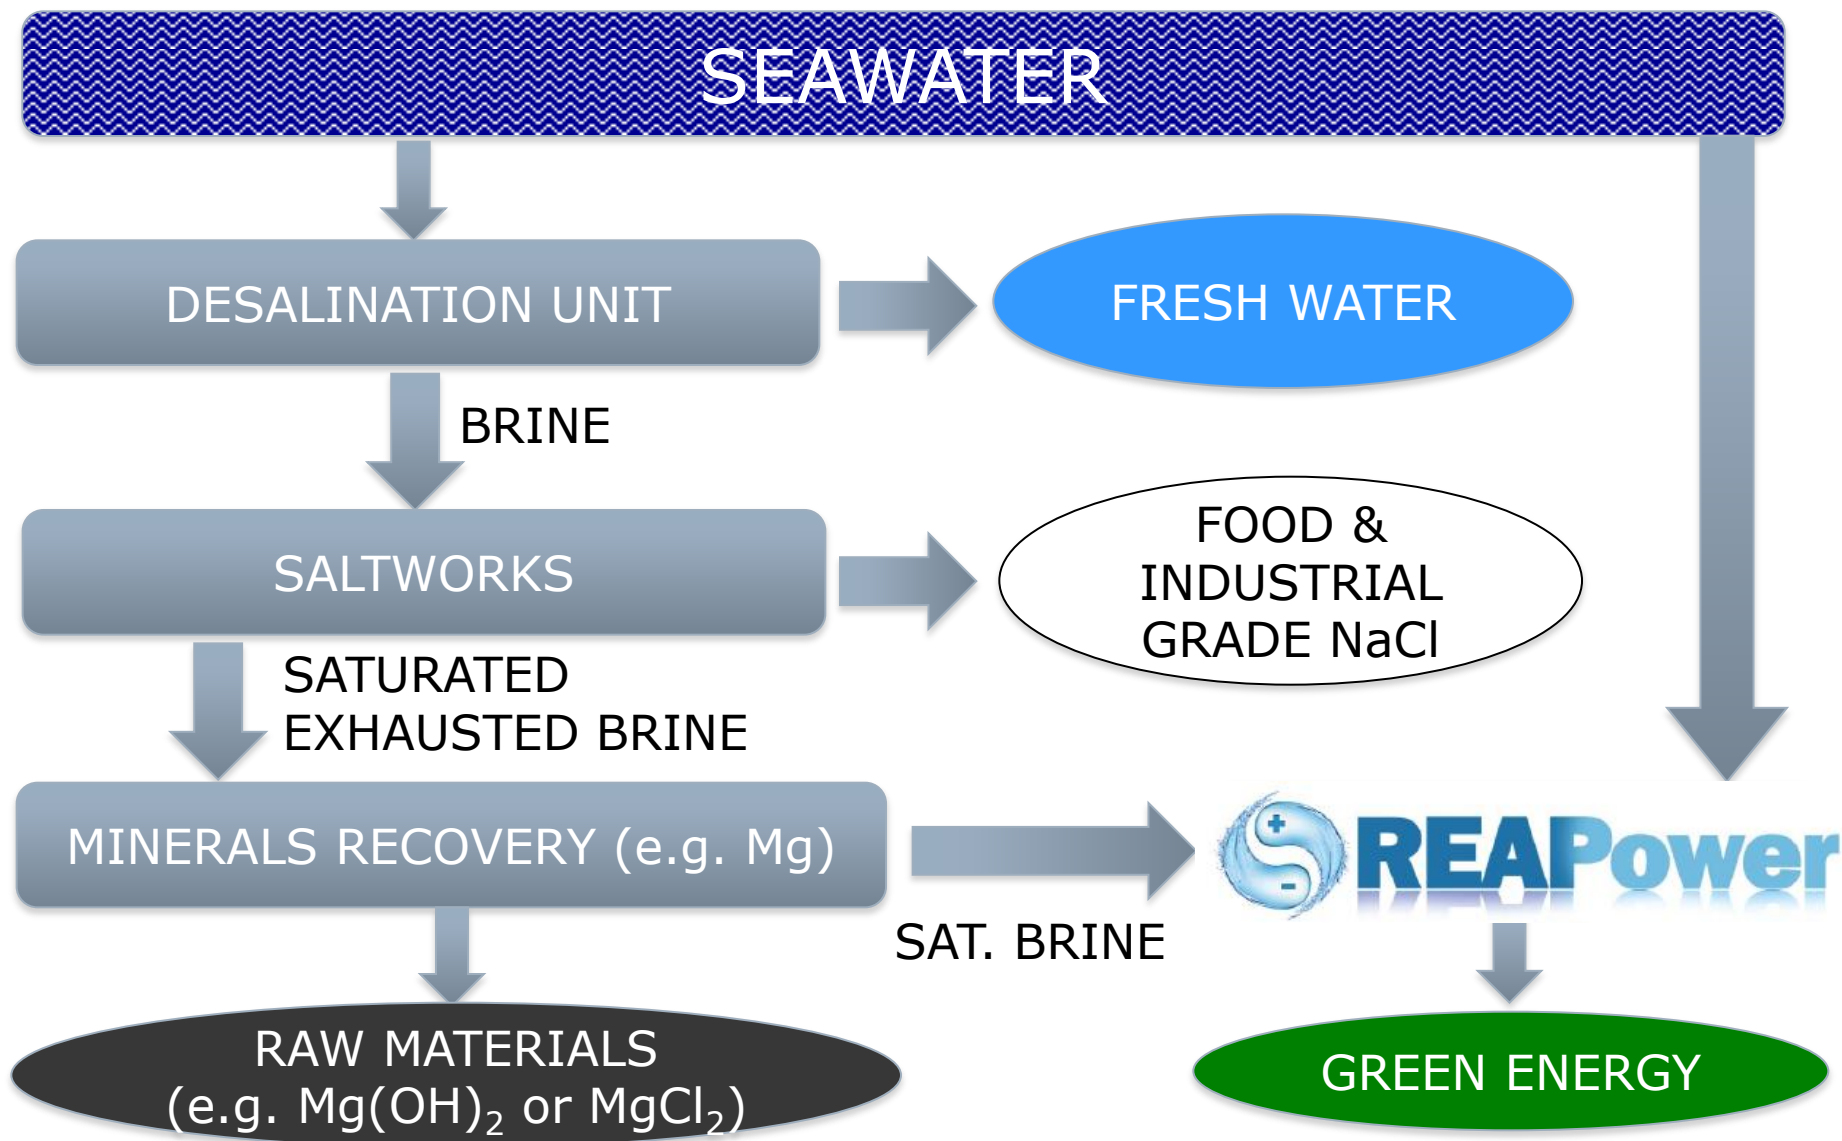 SEAWATER
DESALINATION UNIT
FRESH WATER
BRINE
SALTWORKS
FOOD &
INDUSTRIAL
GRADE NaCl
SATURATED
EXHAUSTED BRINE
MINERALS RECOVERY (e.g. Mg)
+
-
REAPower
SAT. BRINE
RAW MATERIALS
(e.g. Mg(OH)₂ or MgCl₂)
GREEN ENERGY